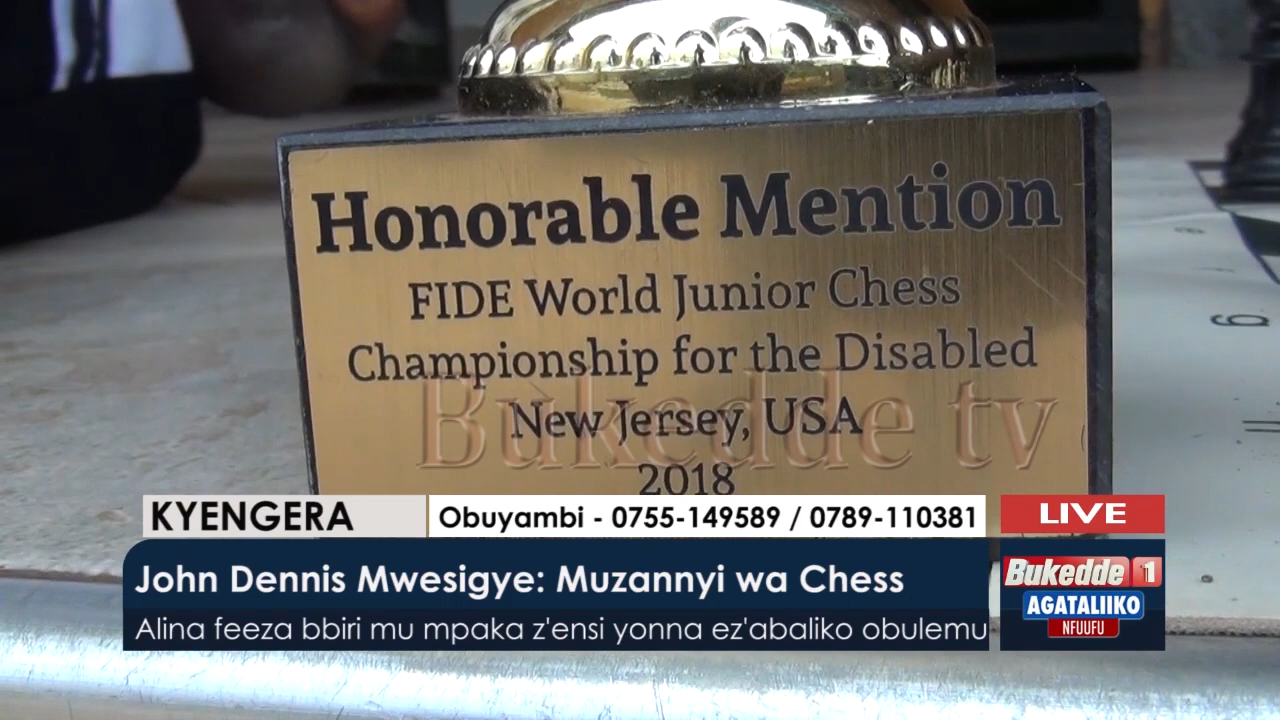 Honorable Mention
FIDE World Junior Chess
Championship for the Disabled
New Jersey, USA
Bukedde tv
2018
KYENGERA
Obuyambi - 0755-149589 / 0789-110381
LIVE
John Dennis Mwesigye: Muzannyi wa Chess
Alina feeza bbiri mu mpaka z'ensi yonna ez'abaliko obulemu
Bukedde 1
AGATALIIKO
NFUUFU